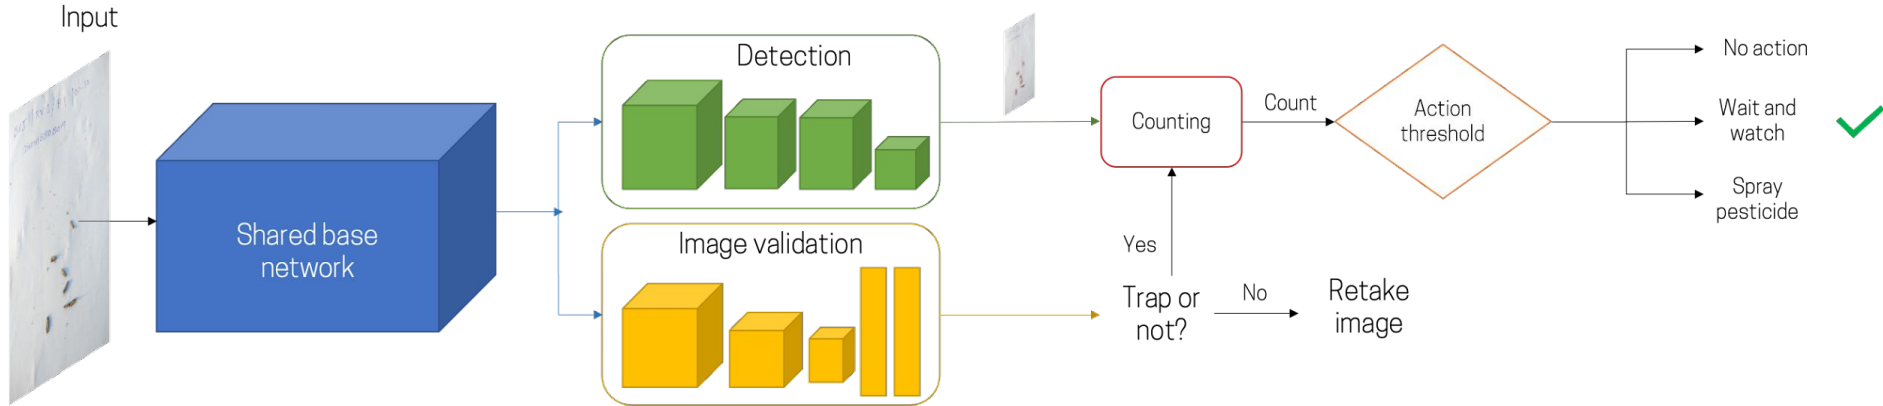 Input
Shared base
network
Detection
Image validation
Counting
Count
Action
threshold
No action
Wait and
watch
Spray
pesticide
Yes
Trap or
not?
No
Retake
image